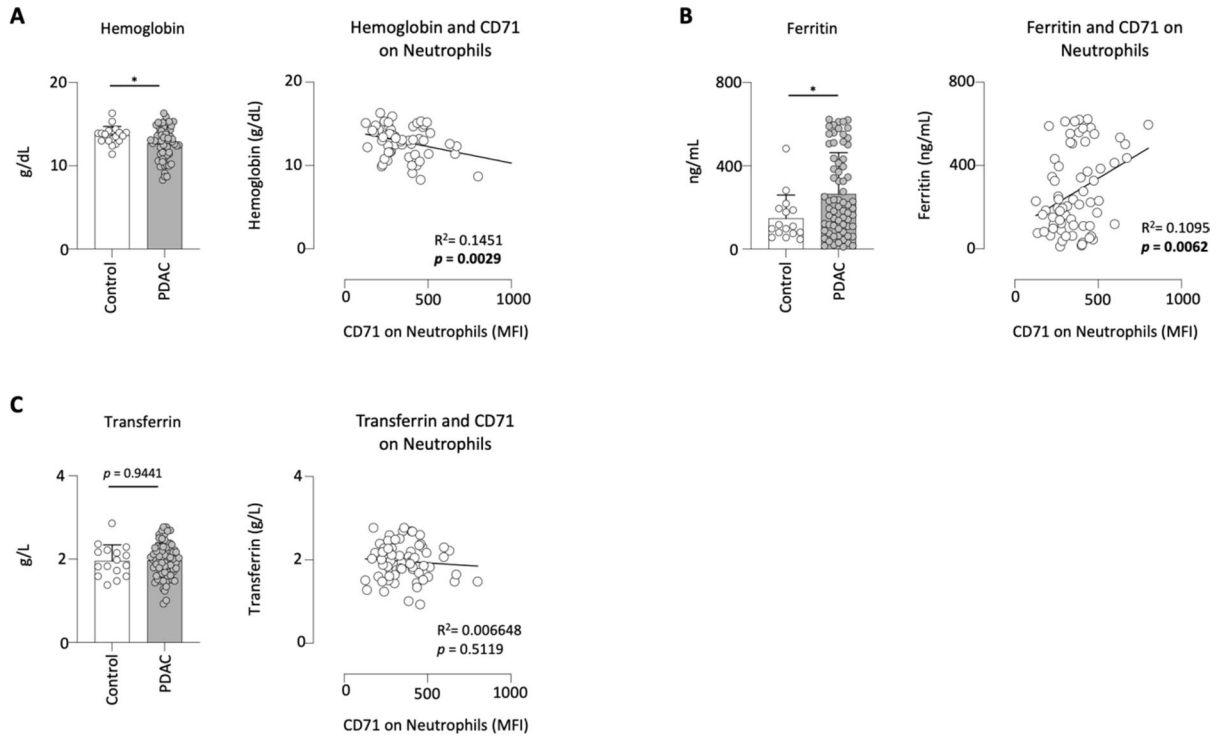 A
Hemoglobin
*
20
10
0
g/dL
Control
PDAC
Hemoglobin and CD71
on Neutrophils
20
10
0
Hemoglobin (g/dL)
R²= 0.1451
p = 0.0029
0 500 1000
CD71 on Neutrophils (MFI)
B
Ferritin
*
800
400
0
ng/mL
Control
PDAC
Ferritin and CD71 on
Neutrophils
800
400
0
Ferritin (ng/mL)
R²= 0.1095
p = 0.0062
0 500 1000
CD71 on Neutrophils (MFI)
C
Transferrin
p = 0.9441
4
2
0
g/L
Control
PDAC
Transferrin and CD71
on Neutrophils
4
2
0
Transferrin (g/L)
R²= 0.006648
p = 0.5119
0 500 1000
CD71 on Neutrophils (MFI)